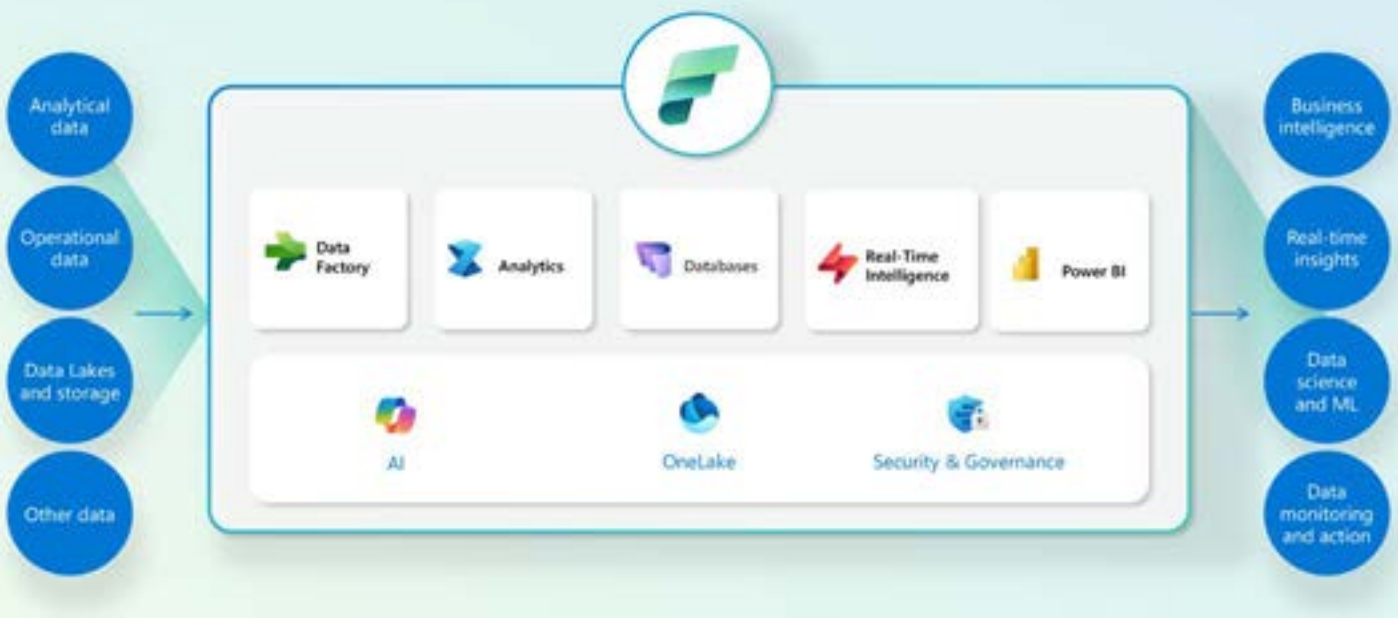 Analytical
data
Operational
data
Data Lakes
and storage
Other data
Data
Factory
Analytics
Databases
Real-Time
Intelligence
Power BI
AI
OneLake
Security & Governance
Business
intelligence
Real-time
insights
Data
science
and ML
Data
monitoring
and action